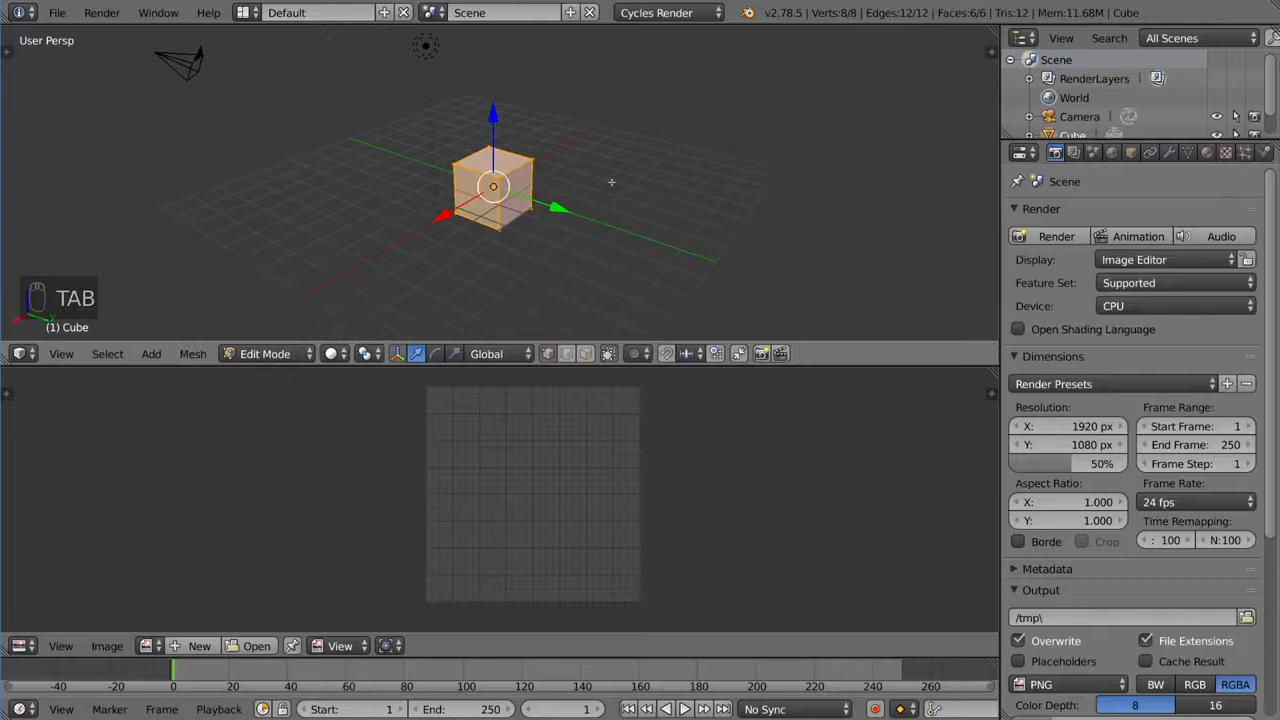 File Render Window Help Default Scene Cycles Render v2.78.5 | Verts:8/8 | Edges:12/12 | Faces:6/6 | Tris:12 | Mem:11.68M | Cube
User Persp
View Search All Scenes
Scene
RenderLayers |
World
Camera |
Cube
Scene
Render
Render Animation Audio
Display: Image Editor
Feature Set: Supported
Device: CPU
Open Shading Language
Dimensions
Render Presets
Resolution: Frame Range:
X: 1920 px Start Frame: 1
Y: 1080 px End Frame: 250
50% Frame Step: 1
Aspect Ratio: Frame Rate:
X: 1.000 24 fps
Y: 1.000 Time Remapping:
Borde Crop : 100 N:100
Metadata
Output
/tmp\
Overwrite File Extensions
Placeholders Cache Result
PNG BW RGB RGBA
Color Depth: 8 16
TAB
(1) Cube
View Select Add Mesh Edit Mode Global
View Image New Open View
-40 -20 0 20 40 60 80 100 120 140 160 180 200 220 240 260
View Marker Frame Playback Start: 1 End: 250 1 No Sync